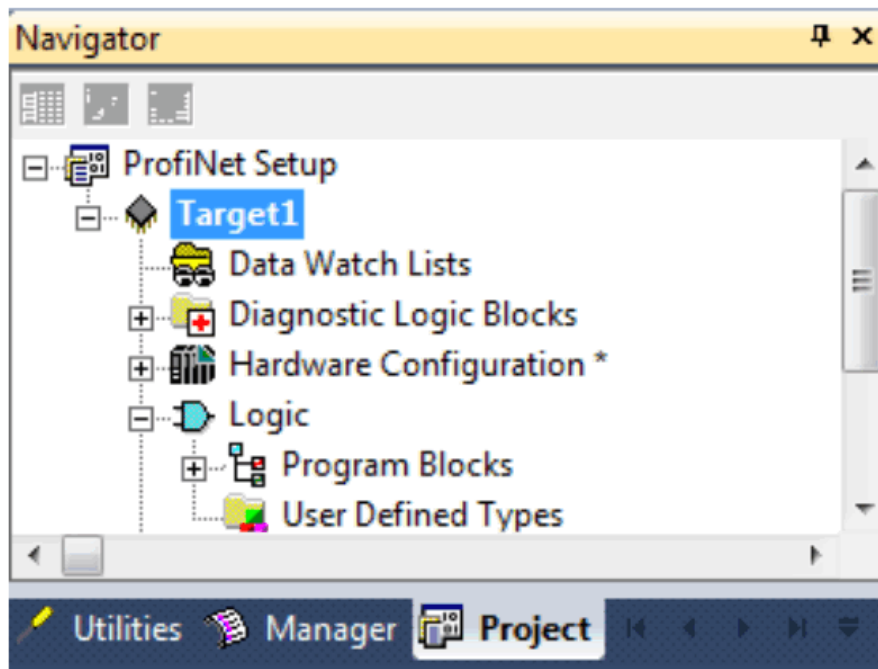 Navigator
ProfiNet Setup
Target1
Data Watch Lists
Diagnostic Logic Blocks
Hardware Configuration *
Logic
Program Blocks
User Defined Types
Utilities Manager Project